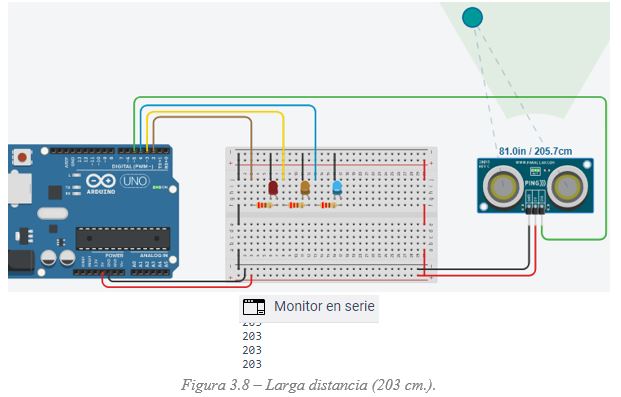 81.0in / 205.7cm
PING)))
DIGITAL (PWM~)
UNO
ARDUINO
POWER
ANALOG IN
Monitor en serie
203
203
203
203
Figura 3.8 – Larga distancia (203 cm.).